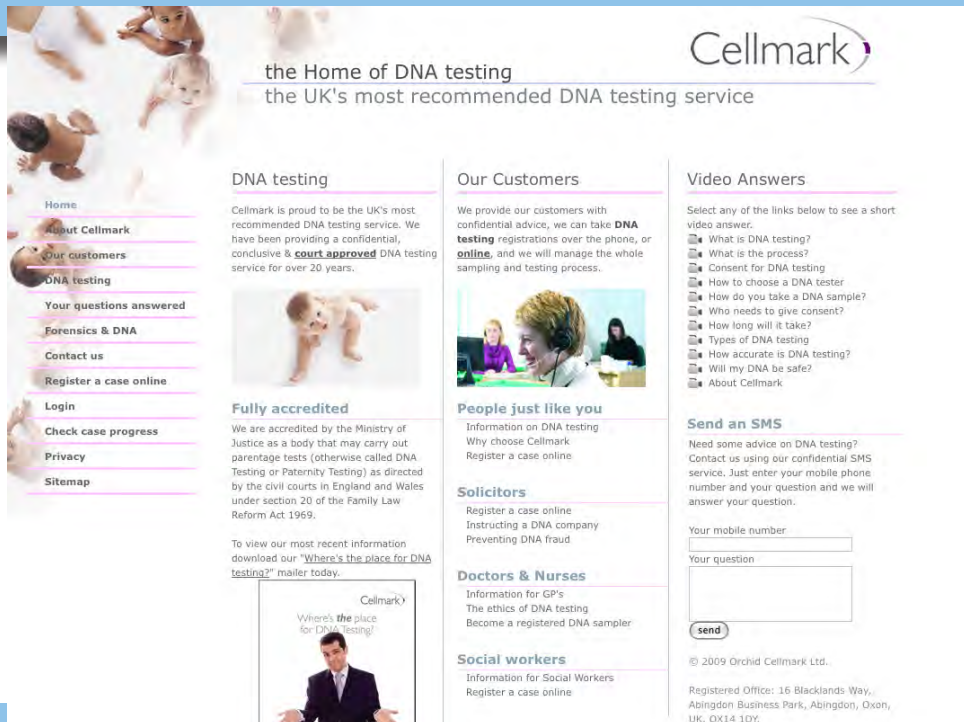 Cellmark
the Home of DNA testing
the UK's most recommended DNA testing service
Home
About Cellmark
Our customers
DNA testing
Your questions answered
Forensics & DNA
Contact us
Register a case online
Login
Check case progress
Privacy
Sitemap
DNA testing
Cellmark is proud to be the UK's most
recommended DNA testing service. We
have been providing a confidential,
conclusive & court approved DNA testing
service for over 20 years.
Fully accredited
We are accredited by the Ministry of
Justice as a body that may carry out
parentage tests (otherwise called DNA
Testing or Paternity Testing) as directed
by the civil courts in England and Wales
under section 20 of the Family Law
Reform Act 1969.
To view our most recent information
download our "Where's the place for DNA
testing?" mailer today.
Cellmark
Where's the place
for DNA Testing?
Our Customers
We provide our customers with
confidential advice, we can take DNA
testing registrations over the phone, or
online, and we will manage the whole
sampling and testing process.
People just like you
Information on DNA testing
Why choose Cellmark
Register a case online
Solicitors
Register a case online
Instructing a DNA company
Preventing DNA fraud
Doctors & Nurses
Information for GP's
The ethics of DNA testing
Become a registered DNA sampler
Social workers
Information for Social Workers
Register a case online
Video Answers
Select any of the links below to see a short
video answer.
What is DNA testing?
What is the process?
Consent for DNA testing
How to choose a DNA tester
How do you take a DNA sample?
Who needs to give consent?
How long will it take?
Types of DNA testing
How accurate is DNA testing?
Will my DNA be safe?
About Cellmark
Send an SMS
Need some advice on DNA testing?
Contact us using our confidential SMS
service. Just enter your mobile phone
number and your question and we will
answer your question.
Your mobile number
Your question
send
© 2009 Orchid Cellmark Ltd.
Registered Office: 16 Blacklands Way,
Abingdon Business Park, Abingdon, Oxon,
UK, OX14 1DY.